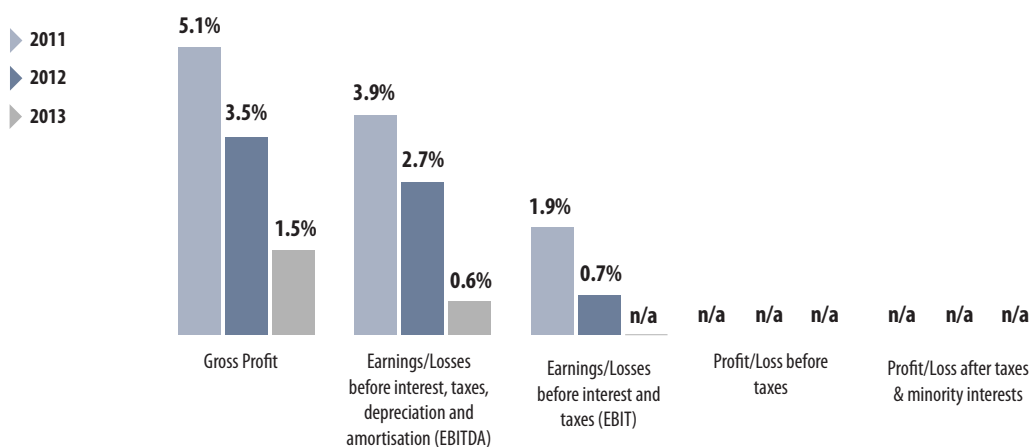 2011
2012
2013
5.1%
3.5%
1.5%
3.9%
2.7%
0.6%
1.9%
0.7%
n/a
n/a n/a n/a
n/a n/a n/a
Gross Profit
Earnings/Losses
before interest, taxes,
depreciation and
amortisation (EBITDA)
Earnings/Losses
before interest and
taxes (EBIT)
Profit/Loss before
taxes
Profit/Loss after taxes
& minority interests